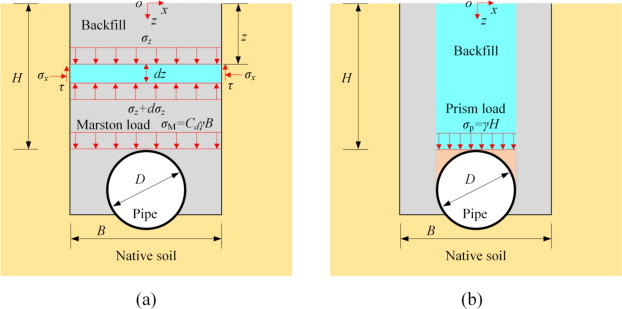 o x
z
Backfill
σz
z
H
σx
dz
σx
τ
τ
σz+dσz
Marston load σM=CdγB
D
Pipe
B
Native soil
(a)
o x
z
Backfill
H
Prism load
σp=γH
D
Pipe
B
Native soil
(b)